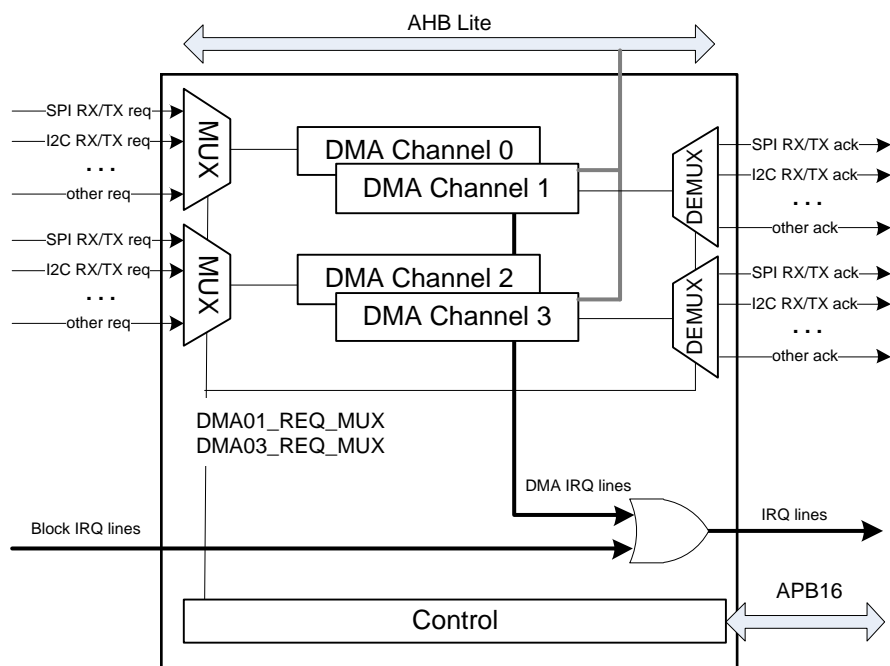 AHB Lite
SPI RX/TX req
I2C RX/TX req
. . .
other req
MUX
DMA Channel 0
DMA Channel 1
DEMUX
SPI RX/TX ack
I2C RX/TX ack
. . .
other ack
SPI RX/TX req
I2C RX/TX req
. . .
other req
MUX
DMA Channel 2
DMA Channel 3
DEMUX
SPI RX/TX ack
I2C RX/TX ack
. . .
other ack
DMA01_REQ_MUX
DMA03_REQ_MUX
DMA IRQ lines
Block IRQ lines
IRQ lines
APB16
Control